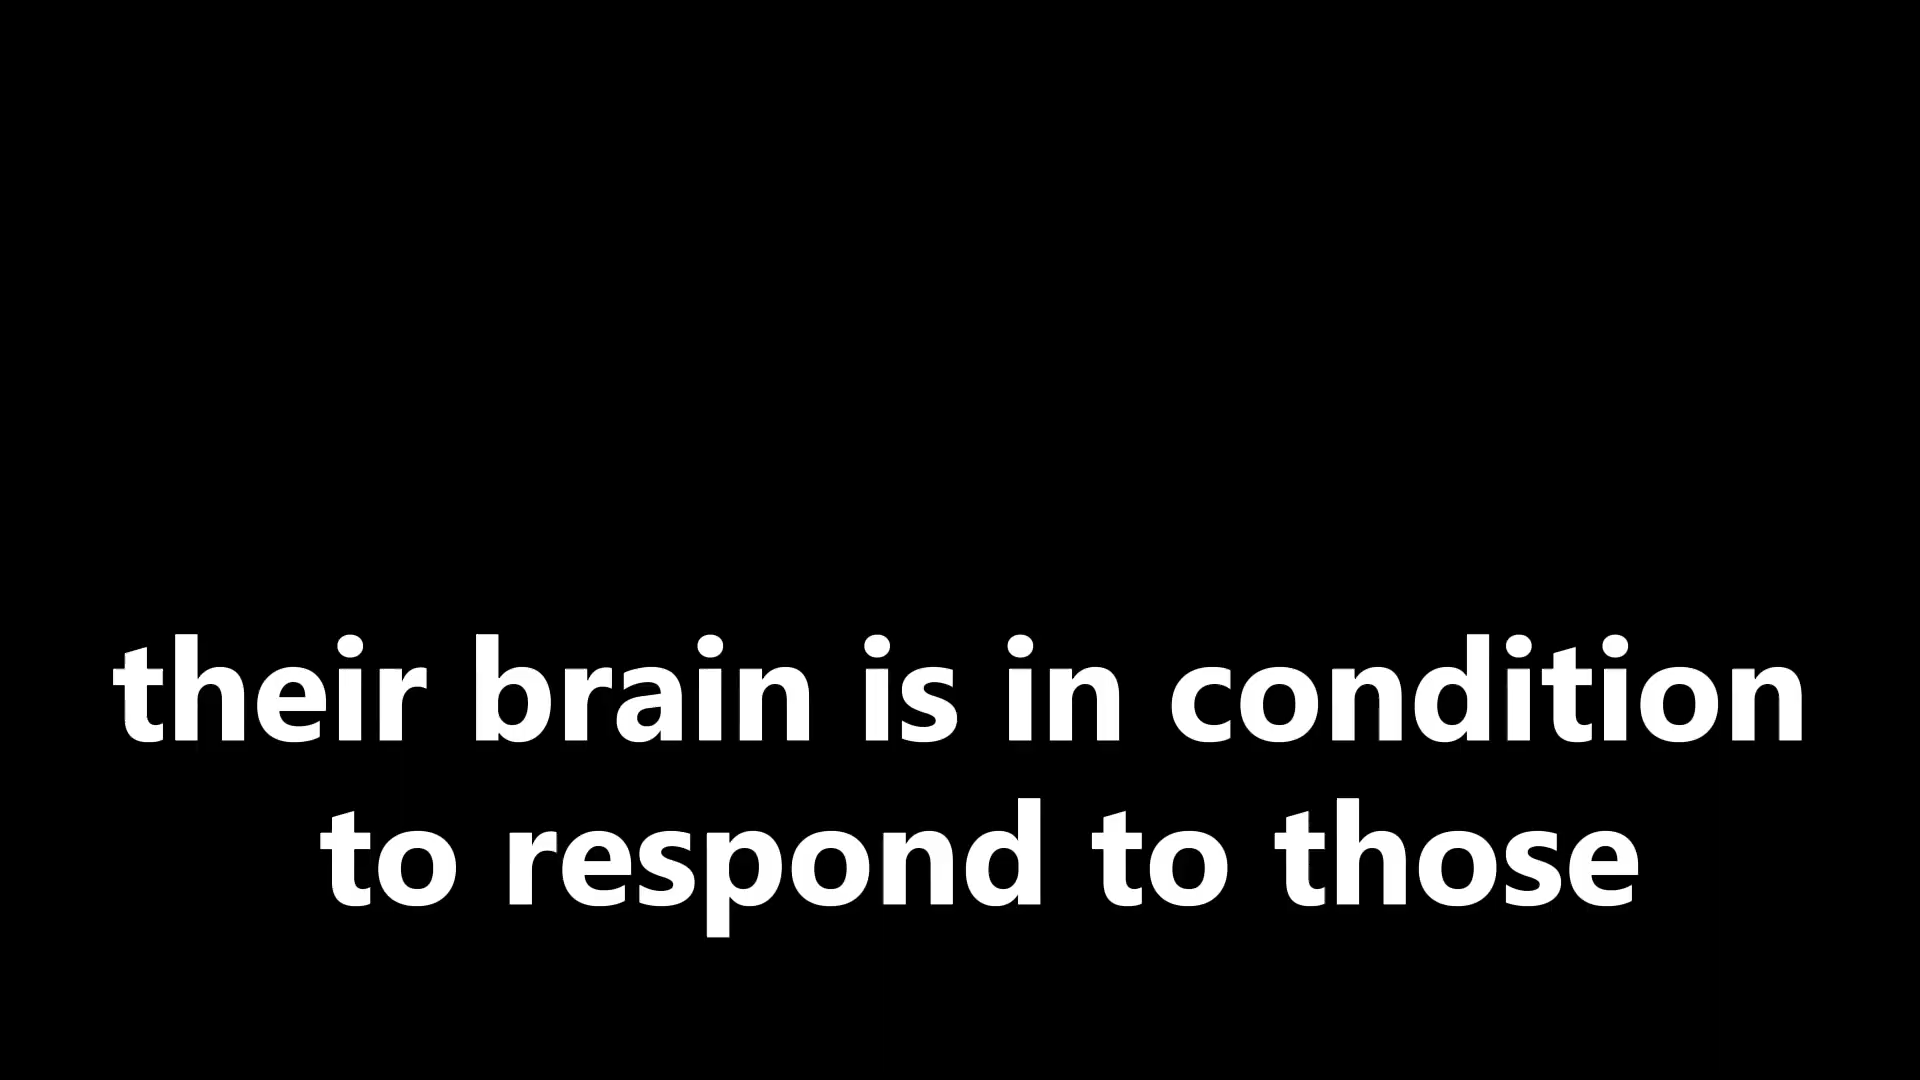 their brain is in condition
to respond to those